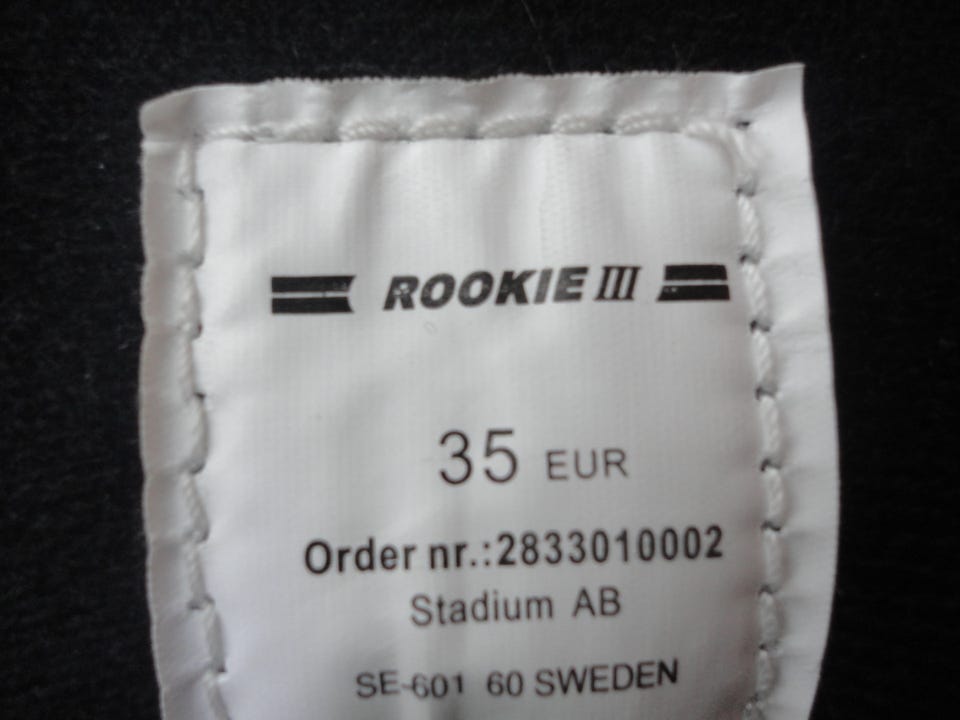 ROOKIE III
35 EUR
Order nr.:2833010002
Stadium AB
SE-601 60 SWEDEN